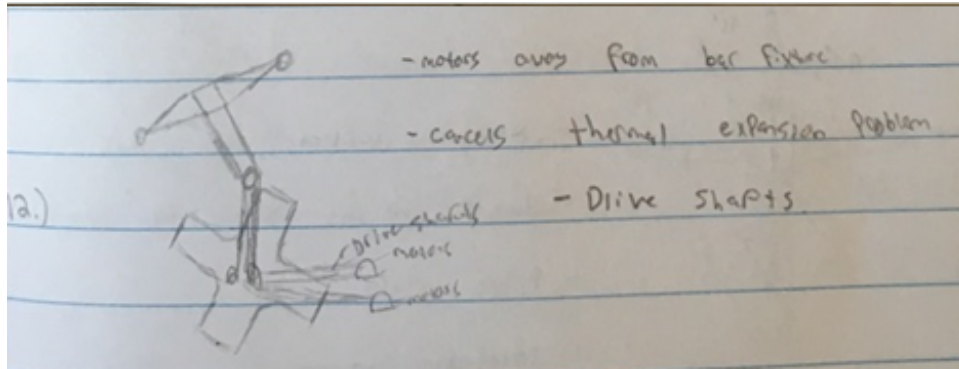 - motors away from bar fixture
- cancels thermal expansion problem
12.)
- Drive shafts
Drive shafts
motors
motors